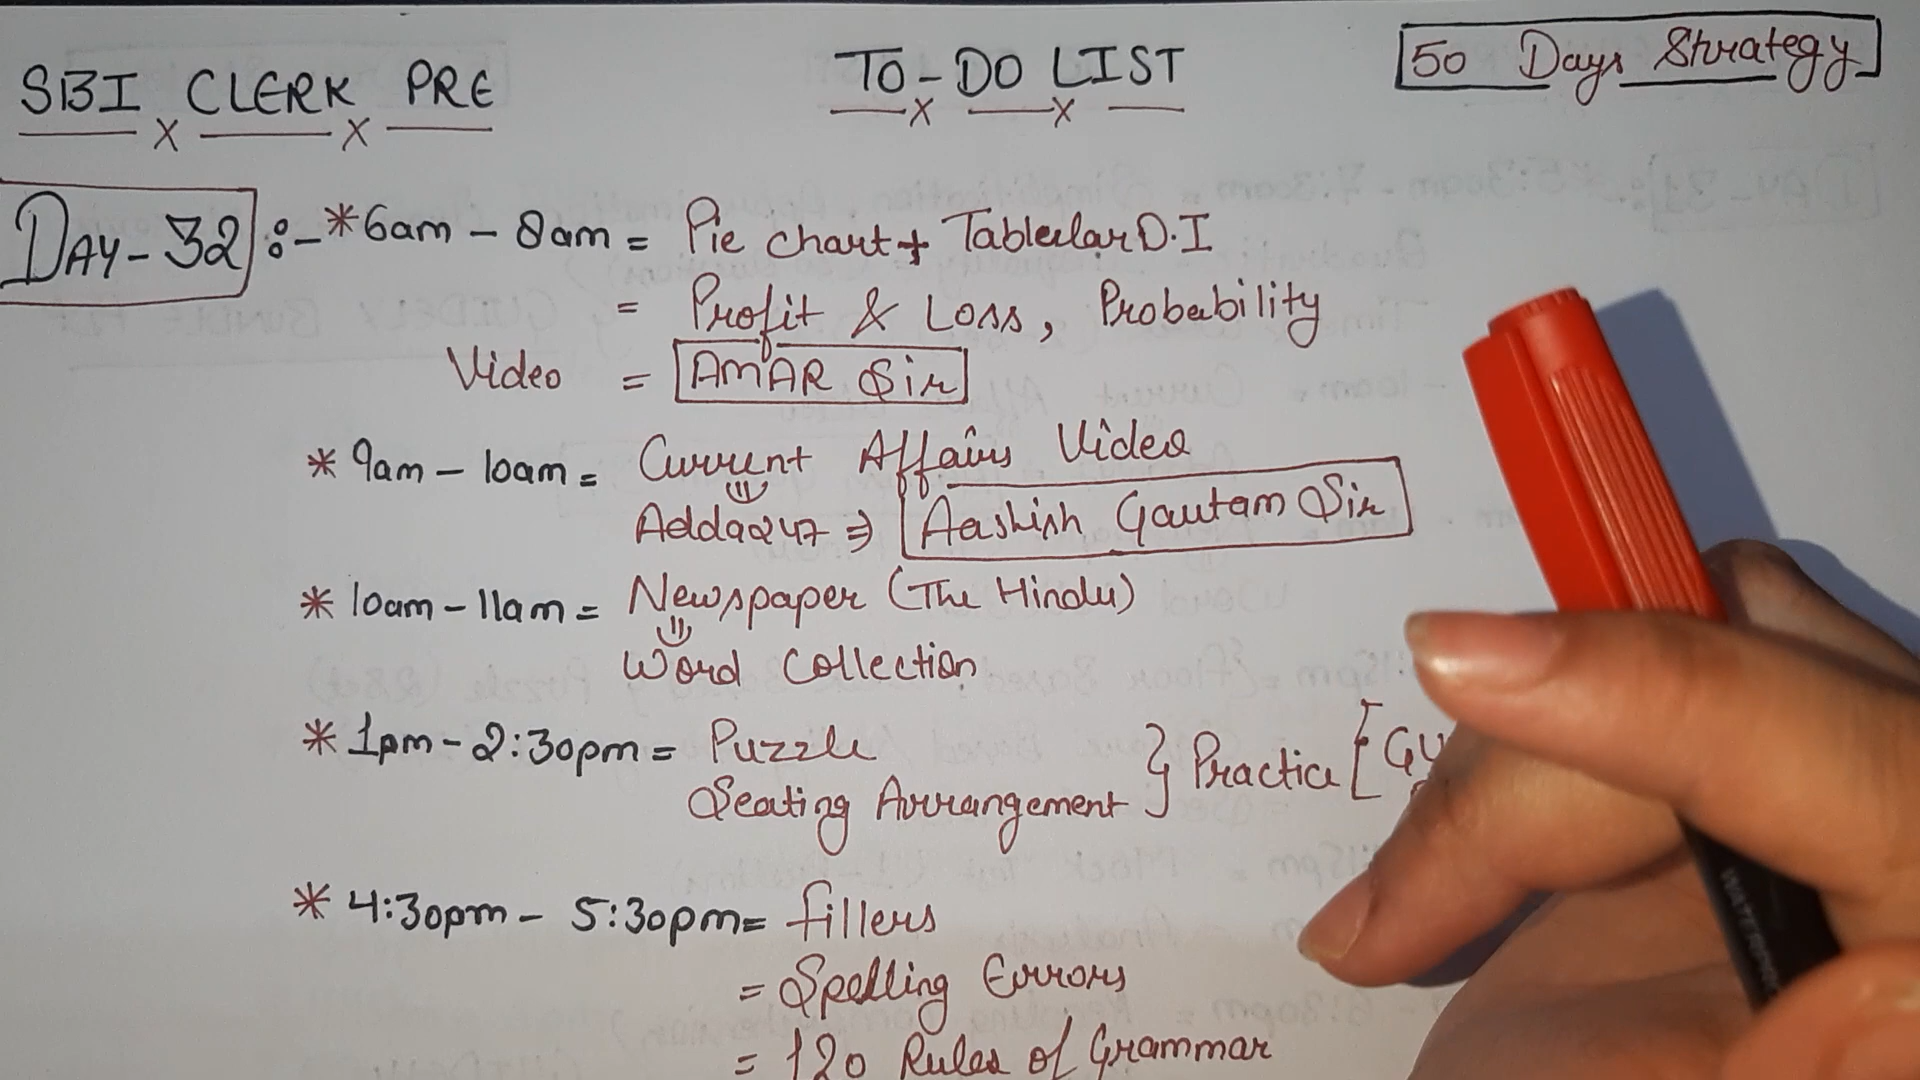 SBI CLERK PRE
TO-DO LIST
50 Days Strategy
DAY-32 :- *6am - 8am = Pie chart + Tabular D.I
= Profit & Loss, Probability
Video = AMAR Sir
* 9am - 10am = Current Affairs Video
Adda247 ⇒ Aashish Gautam Sir
* 10am - 11am = Newspaper (The Hindu)
Word Collection
* 1pm - 2:30pm = Puzzle
Seating Arrangement } Practice [
* 4:30pm - 5:30pm = fillers
= Spelling Errors
= 120 Rules of Grammar